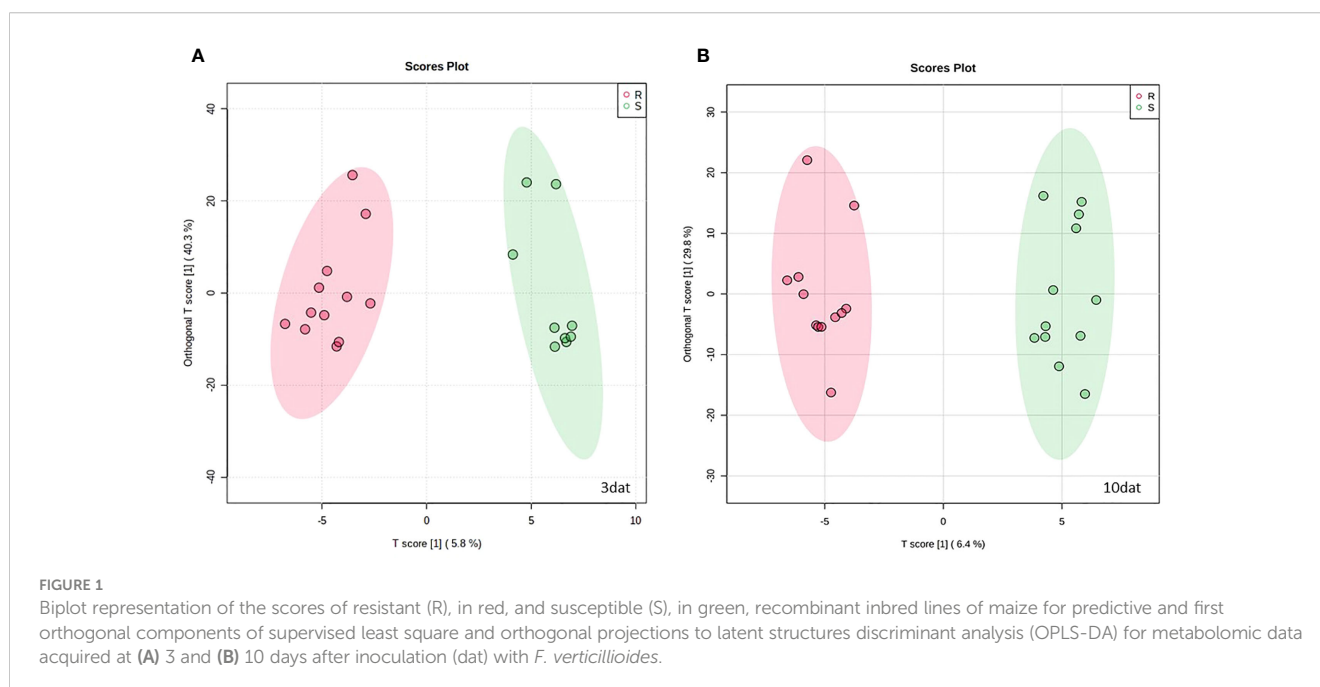 A
Scores Plot
R
S
Orthogonal T score [1] ( 40.3 %)
40
20
0
-20
-40
3dat
-5
0
5
10
T score [1] ( 5.8 %)
B
Scores Plot
R
S
Orthogonal T score [1] ( 29.8 %)
30
20
10
0
-10
-20
-30
10dat
-5
0
5
T score [1] ( 6.4 %)
FIGURE 1
Biplot representation of the scores of resistant (R), in red, and susceptible (S), in green, recombinant inbred lines of maize for predictive and first
orthogonal components of supervised least square and orthogonal projections to latent structures discriminant analysis (OPLS-DA) for metabolomic data
acquired at (A) 3 and (B) 10 days after inoculation (dat) with F. verticillioides.